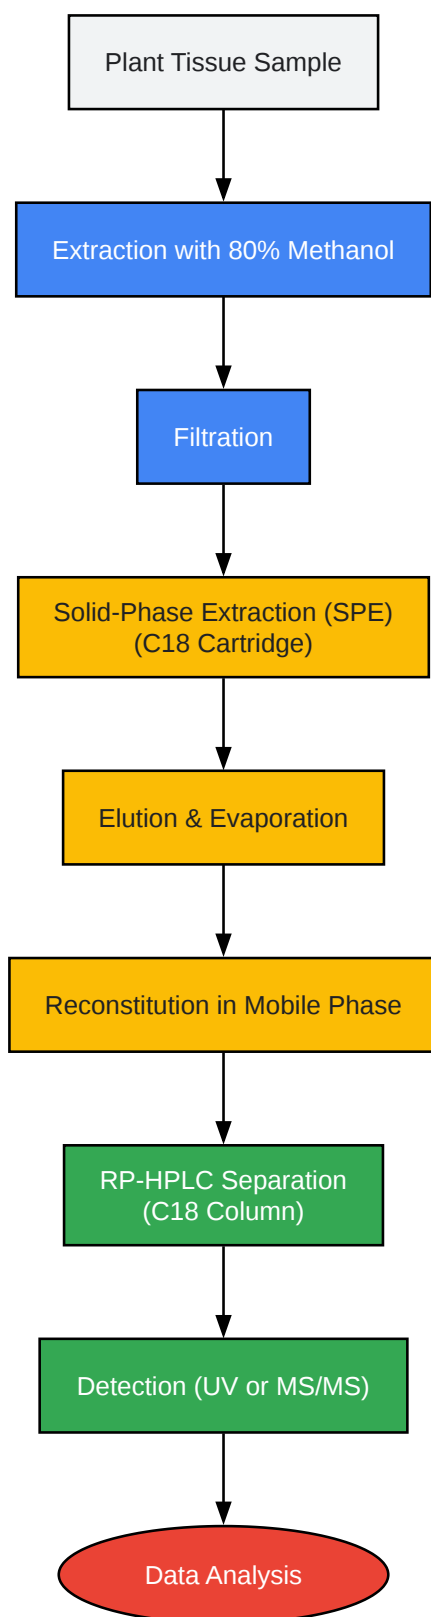 Plant Tissue Sample
Extraction with 80% Methanol
Filtration
Solid-Phase Extraction (SPE)
(C18 Cartridge)
Elution & Evaporation
Reconstitution in Mobile Phase
RP-HPLC Separation
(C18 Column)
Detection (UV or MS/MS)
Data Analysis